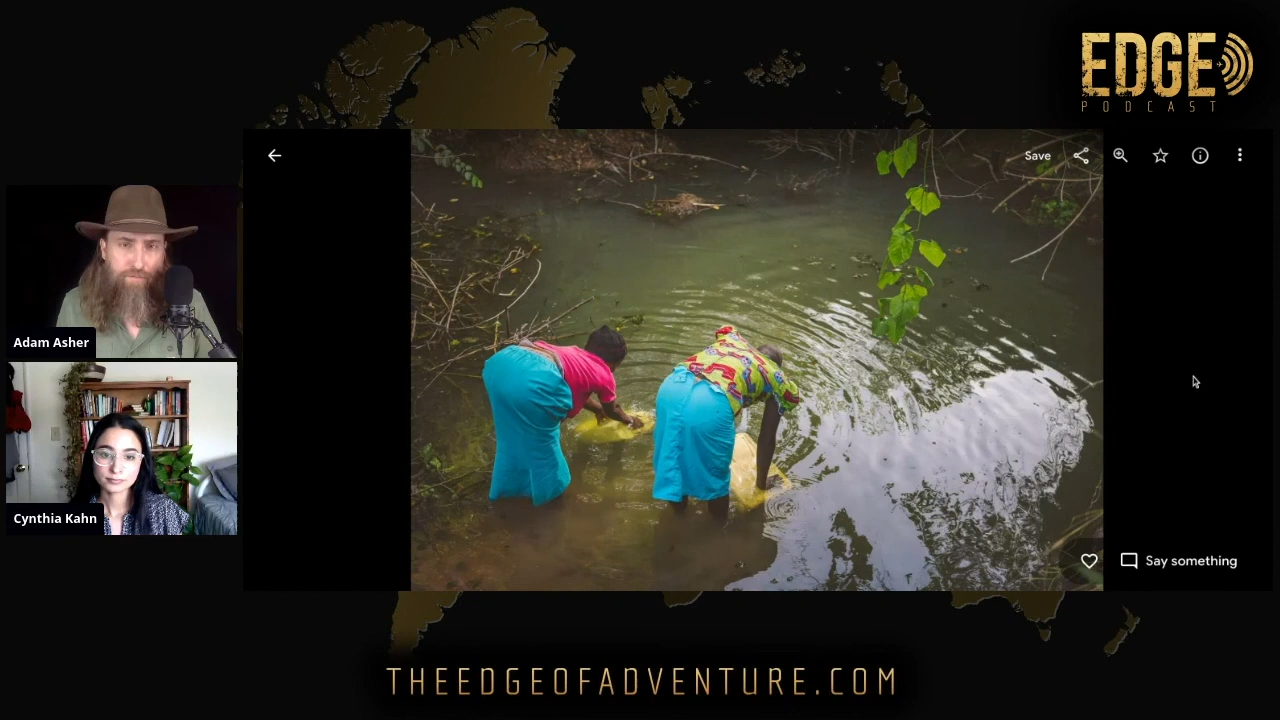 EDGE
PODCAST
Save
Adam Asher
Cynthia Kahn
Say something
THEEDGEOFADVENTURE.COM